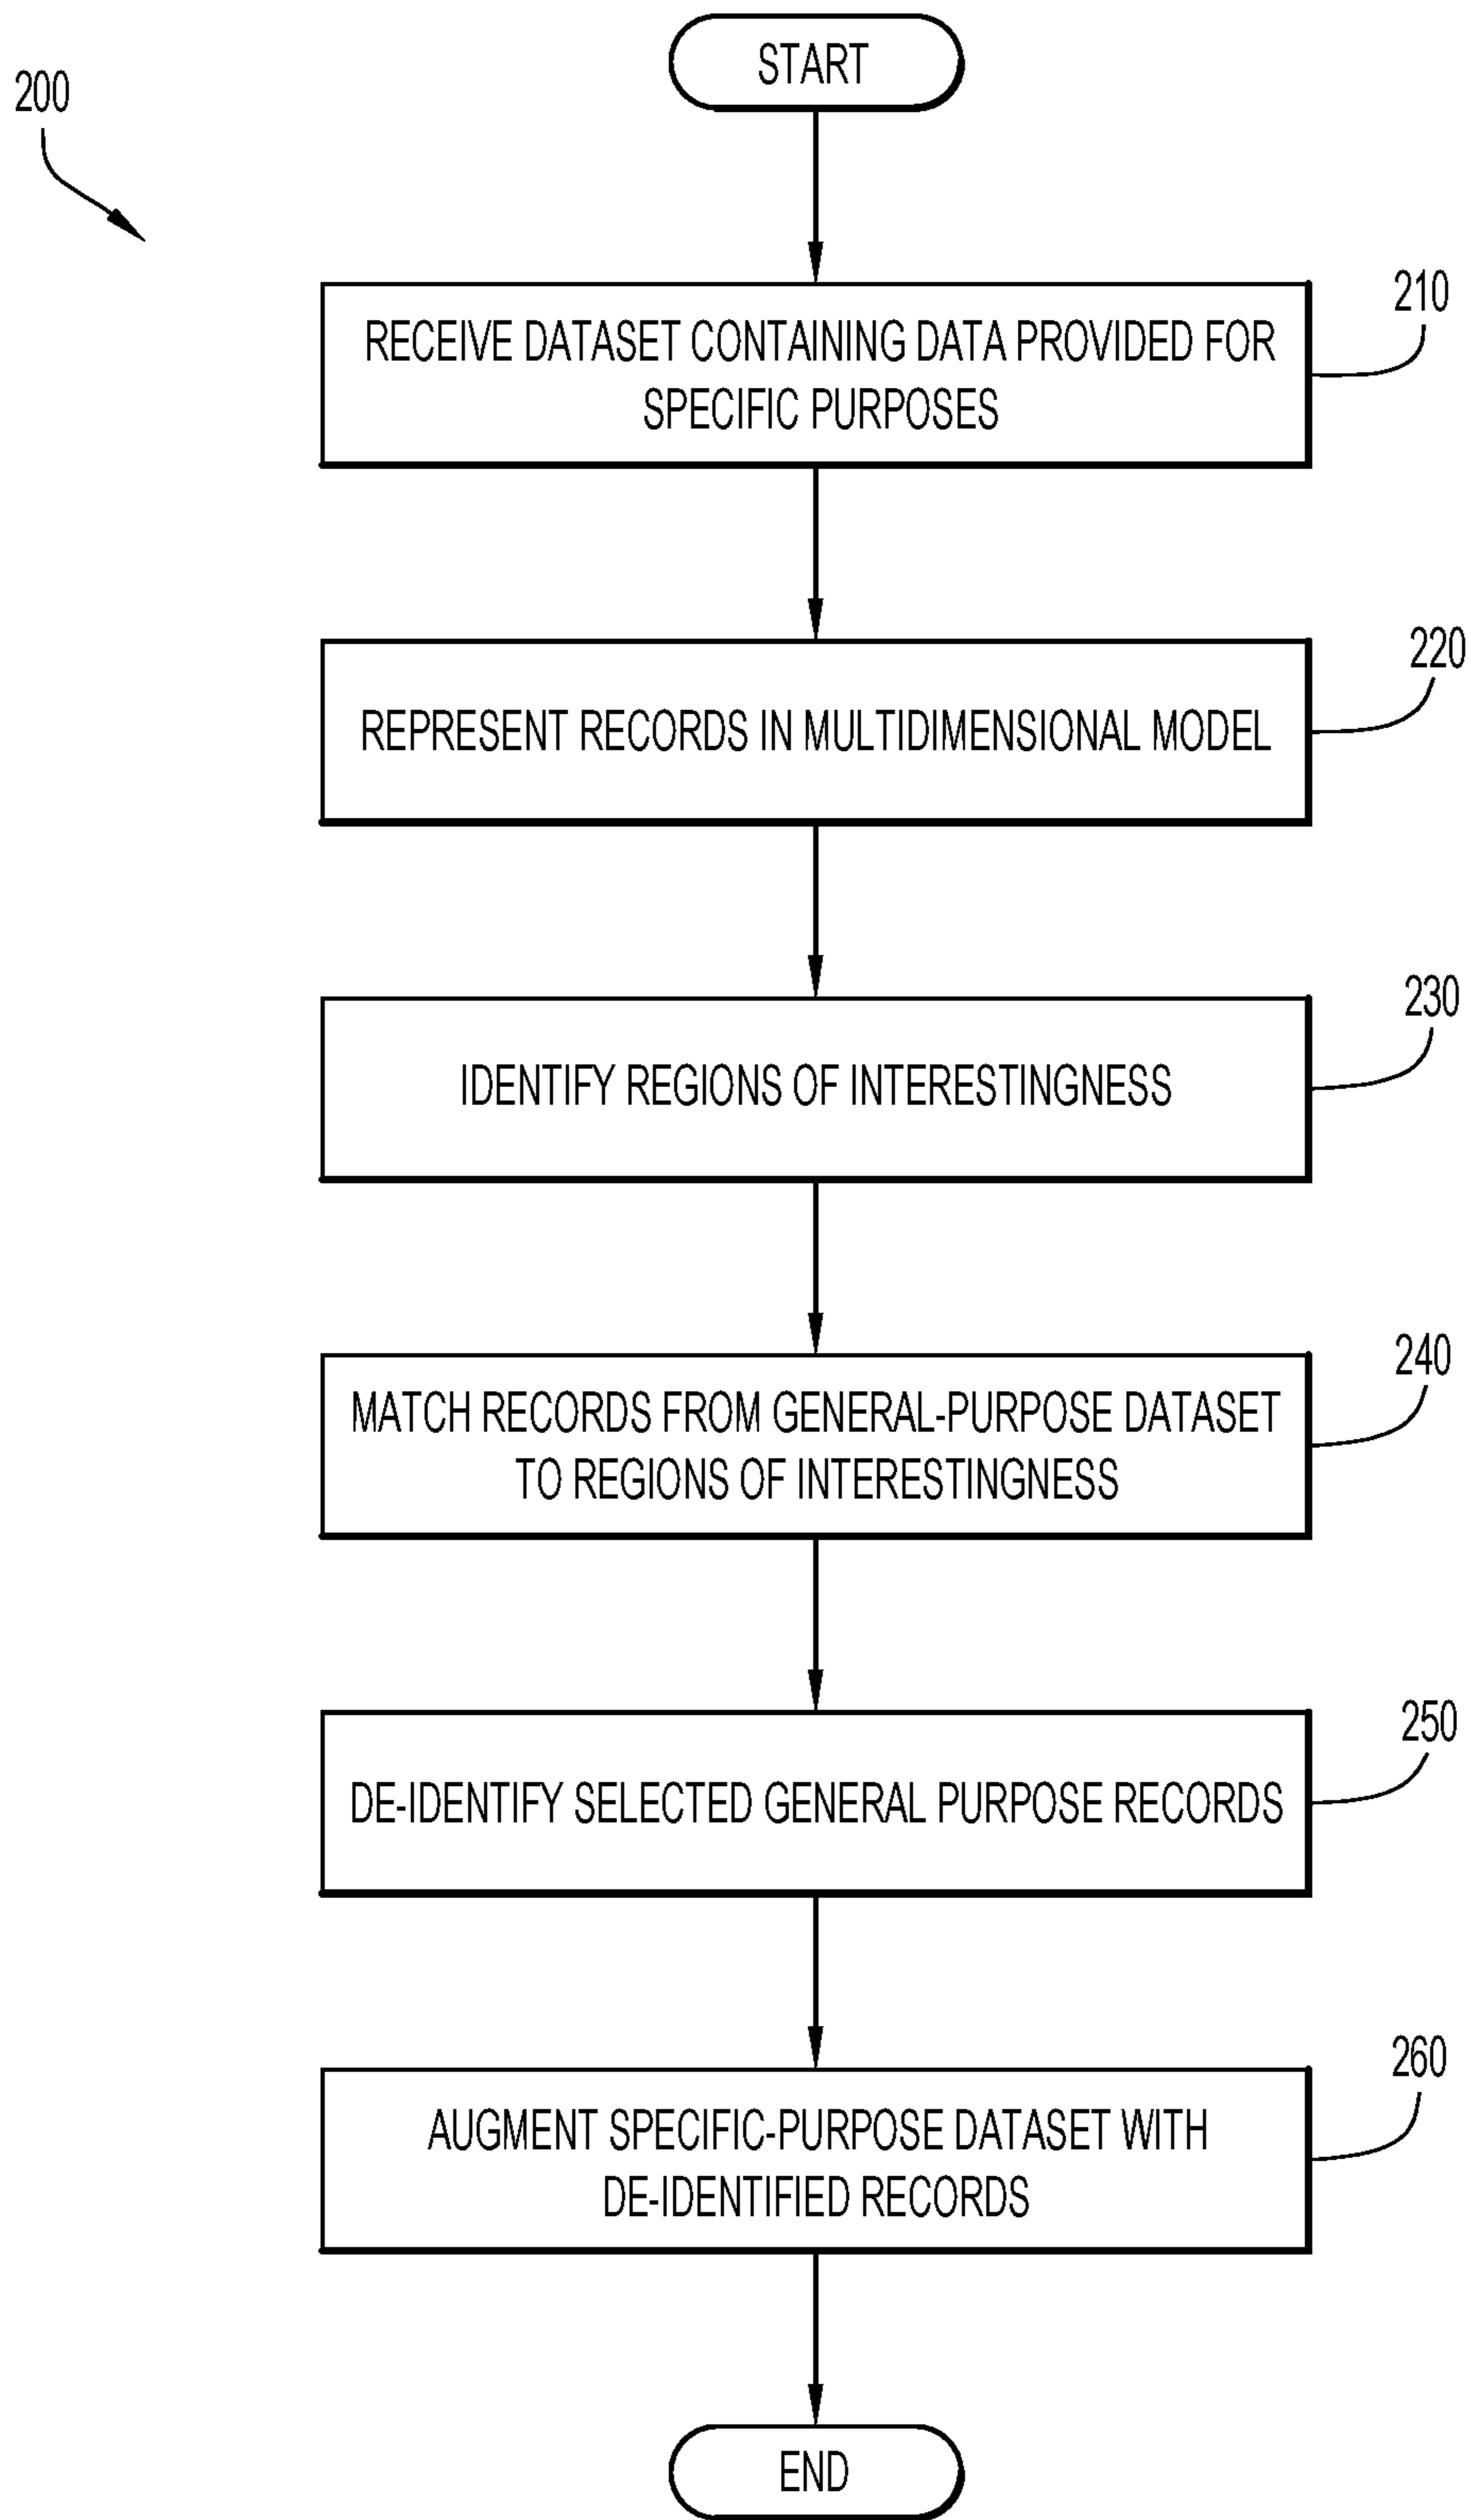 START
200
210
RECEIVE DATASET CONTAINING DATA PROVIDED FOR
SPECIFIC PURPOSES
220
REPRESENT RECORDS IN MULTIDIMENSIONAL MODEL
230
IDENTIFY REGIONS OF INTERESTINGNESS
240
MATCH RECORDS FROM GENERAL-PURPOSE DATASET
TO REGIONS OF INTERESTINGNESS
250
DE-IDENTIFY SELECTED GENERAL PURPOSE RECORDS
260
AUGMENT SPECIFIC-PURPOSE DATASET WITH
DE-IDENTIFIED RECORDS
END